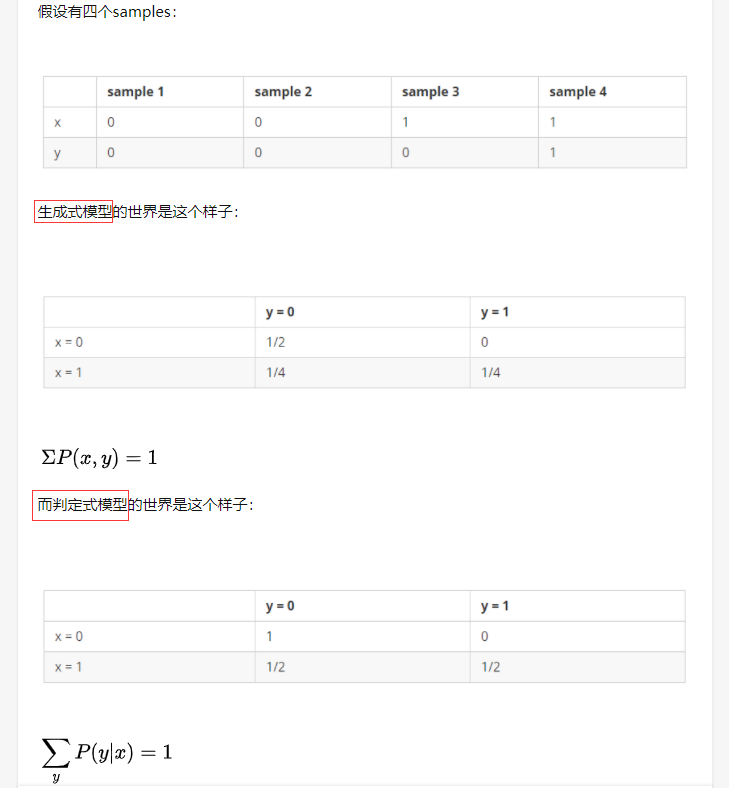 假设有四个samples：
sample 1 sample 2 sample 3 sample 4
x 0 0 1 1
y 0 0 0 1
生成式模型的世界是这个样子：
y = 0 y = 1
x = 0 1/2 0
x = 1 1/4 1/4
ΣP(x, y) = 1
而判定式模型的世界是这个样子：
y = 0 y = 1
x = 0 1 0
x = 1 1/2 1/2
∑P(y|x) = 1
y